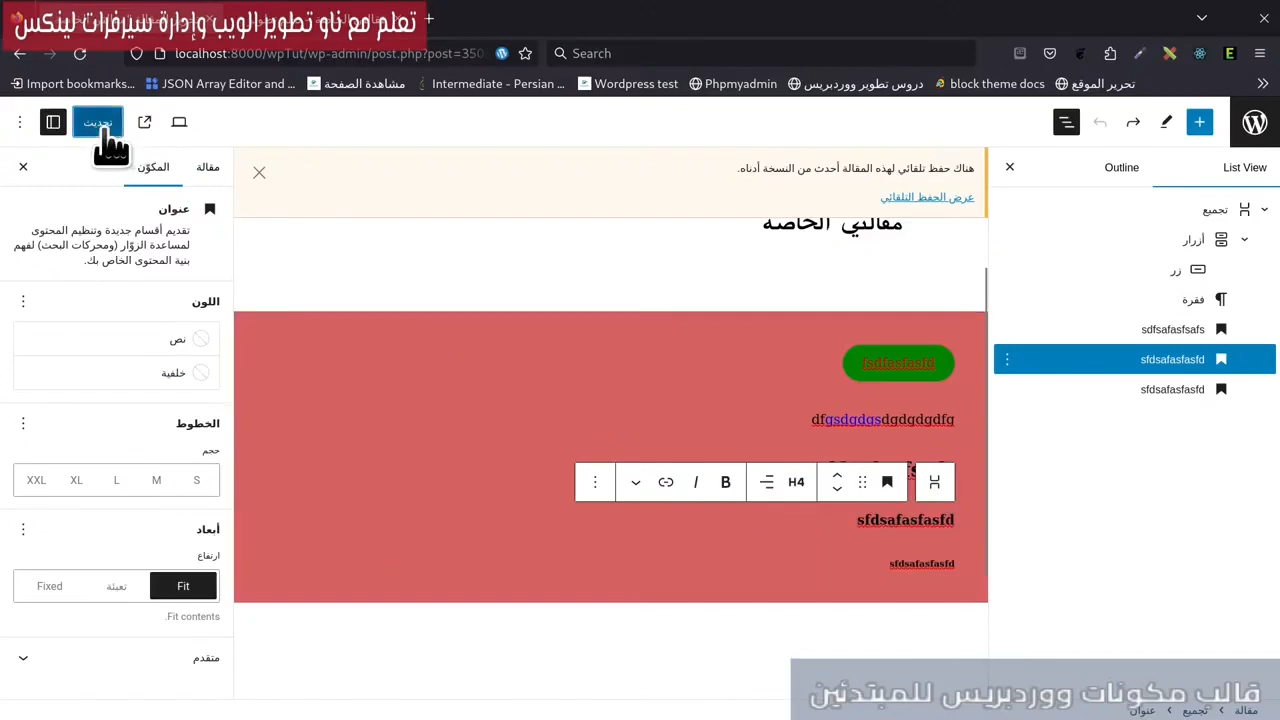 تعلم مع ناو تطوير الويب وإدارة سيرفرات لينكس
localhost:8000/wpTut/wp-admin/post.php?post=350
Search
Import bookmarks...
JSON Array Editor and ...
مشاهدة الصفحة
Intermediate - Persian ...
Wordpress test
Phpmyadmin
دروس تطوير ووردبريس
block theme docs
تحرير الموقع
تحديث
H4
List View
Outline
تجميع
أزرار
زر
فقرة
sdfsafasfsafs
sfdsafasfasfd
sfdsafasfasfd
هناك حفظ تلقائي لهذه المقالة أحدث من النسخة أدناه.
عرض الحفظ التلقائي
مقالتي الخاصة
fsdfasfasfd
dfgsdgdgsdgdgdgdfg
B
I
H4
sfdsafasfasfd
sfdsafasfasfd
مقالة
المكوّن
عنوان
تقديم أقسام جديدة وتنظيم المحتوى
لمساعدة الزوّار (ومحركات البحث) لفهم
بنية المحتوى الخاص بك.
اللون
نص
خلفية
الخطوط
حجم
S M L XL XXL
أبعاد
ارتفاع
Fit تعبئة Fixed
Fit contents.
متقدم
قالب مكونات ووردبريس للمبتدئين
مقالة
تجميع
عنوان